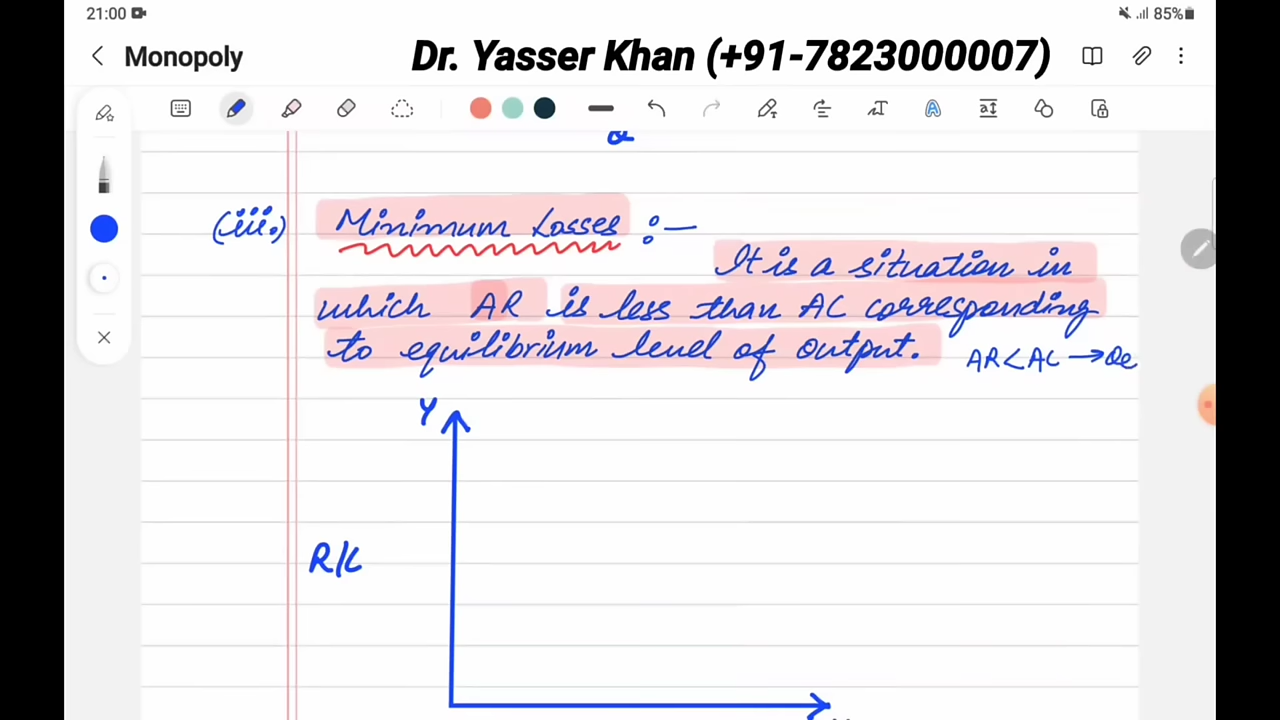 21:00
85%
Monopoly
Dr. Yasser Khan (+91-7823000007)
Q
(iii.) Minimum Losses :-
It is a situation in
which AR is less than AC corresponding
to equilibrium level of output. AR<AC → Qe
Y
R/C